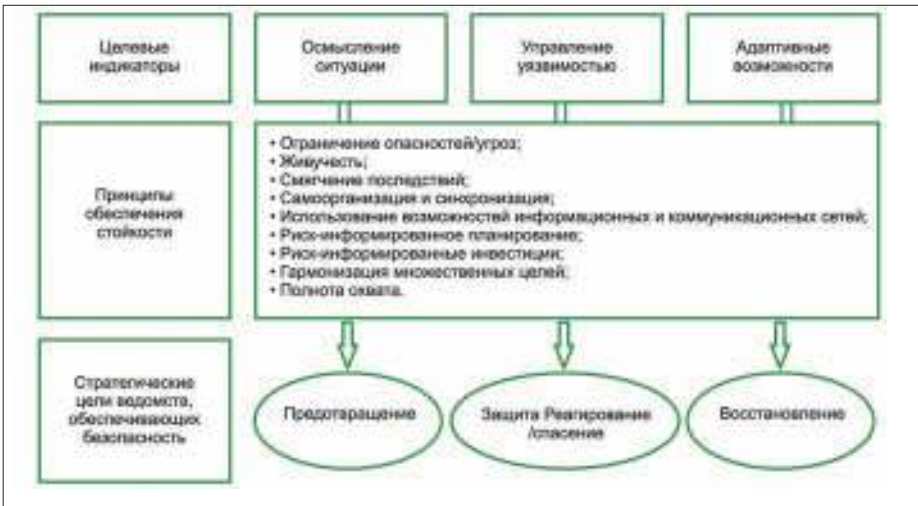 Целевые
индикаторы
Осмысление
ситуации
Управление
уязвимостью
Адаптивные
возможности
Принципы
обеспечения
стойкости
• Ограничение опасностей/угроз;
• Живучесть;
• Смягчение последствий;
• Самоорганизация и синхронизация;
• Использование возможностей информационных и коммуникационных сетей;
• Риск-информированное планирование;
• Риск-информированные инвестиции;
• Гармонизация множественных целей;
• Полнота охвата.
Стратегические
цели ведомств,
обеспечивающих
безопасность
Предотвращение
Защита Реагирование
/спасение
Восстановление